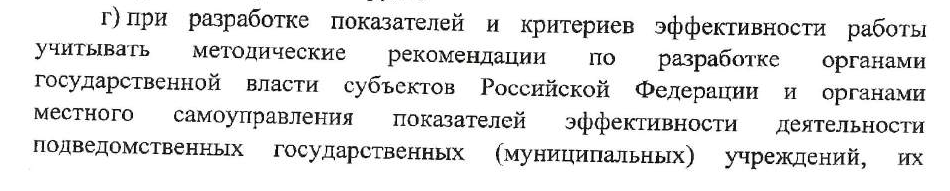 г) при разработке показателей и критериев эффективности работы
учитывать методические рекомендации по разработке органами
государственной власти субъектов Российской Федерации и органами
местного самоуправления показателей эффективности деятельности
подведомственных государственных (муниципальных) учреждений, их